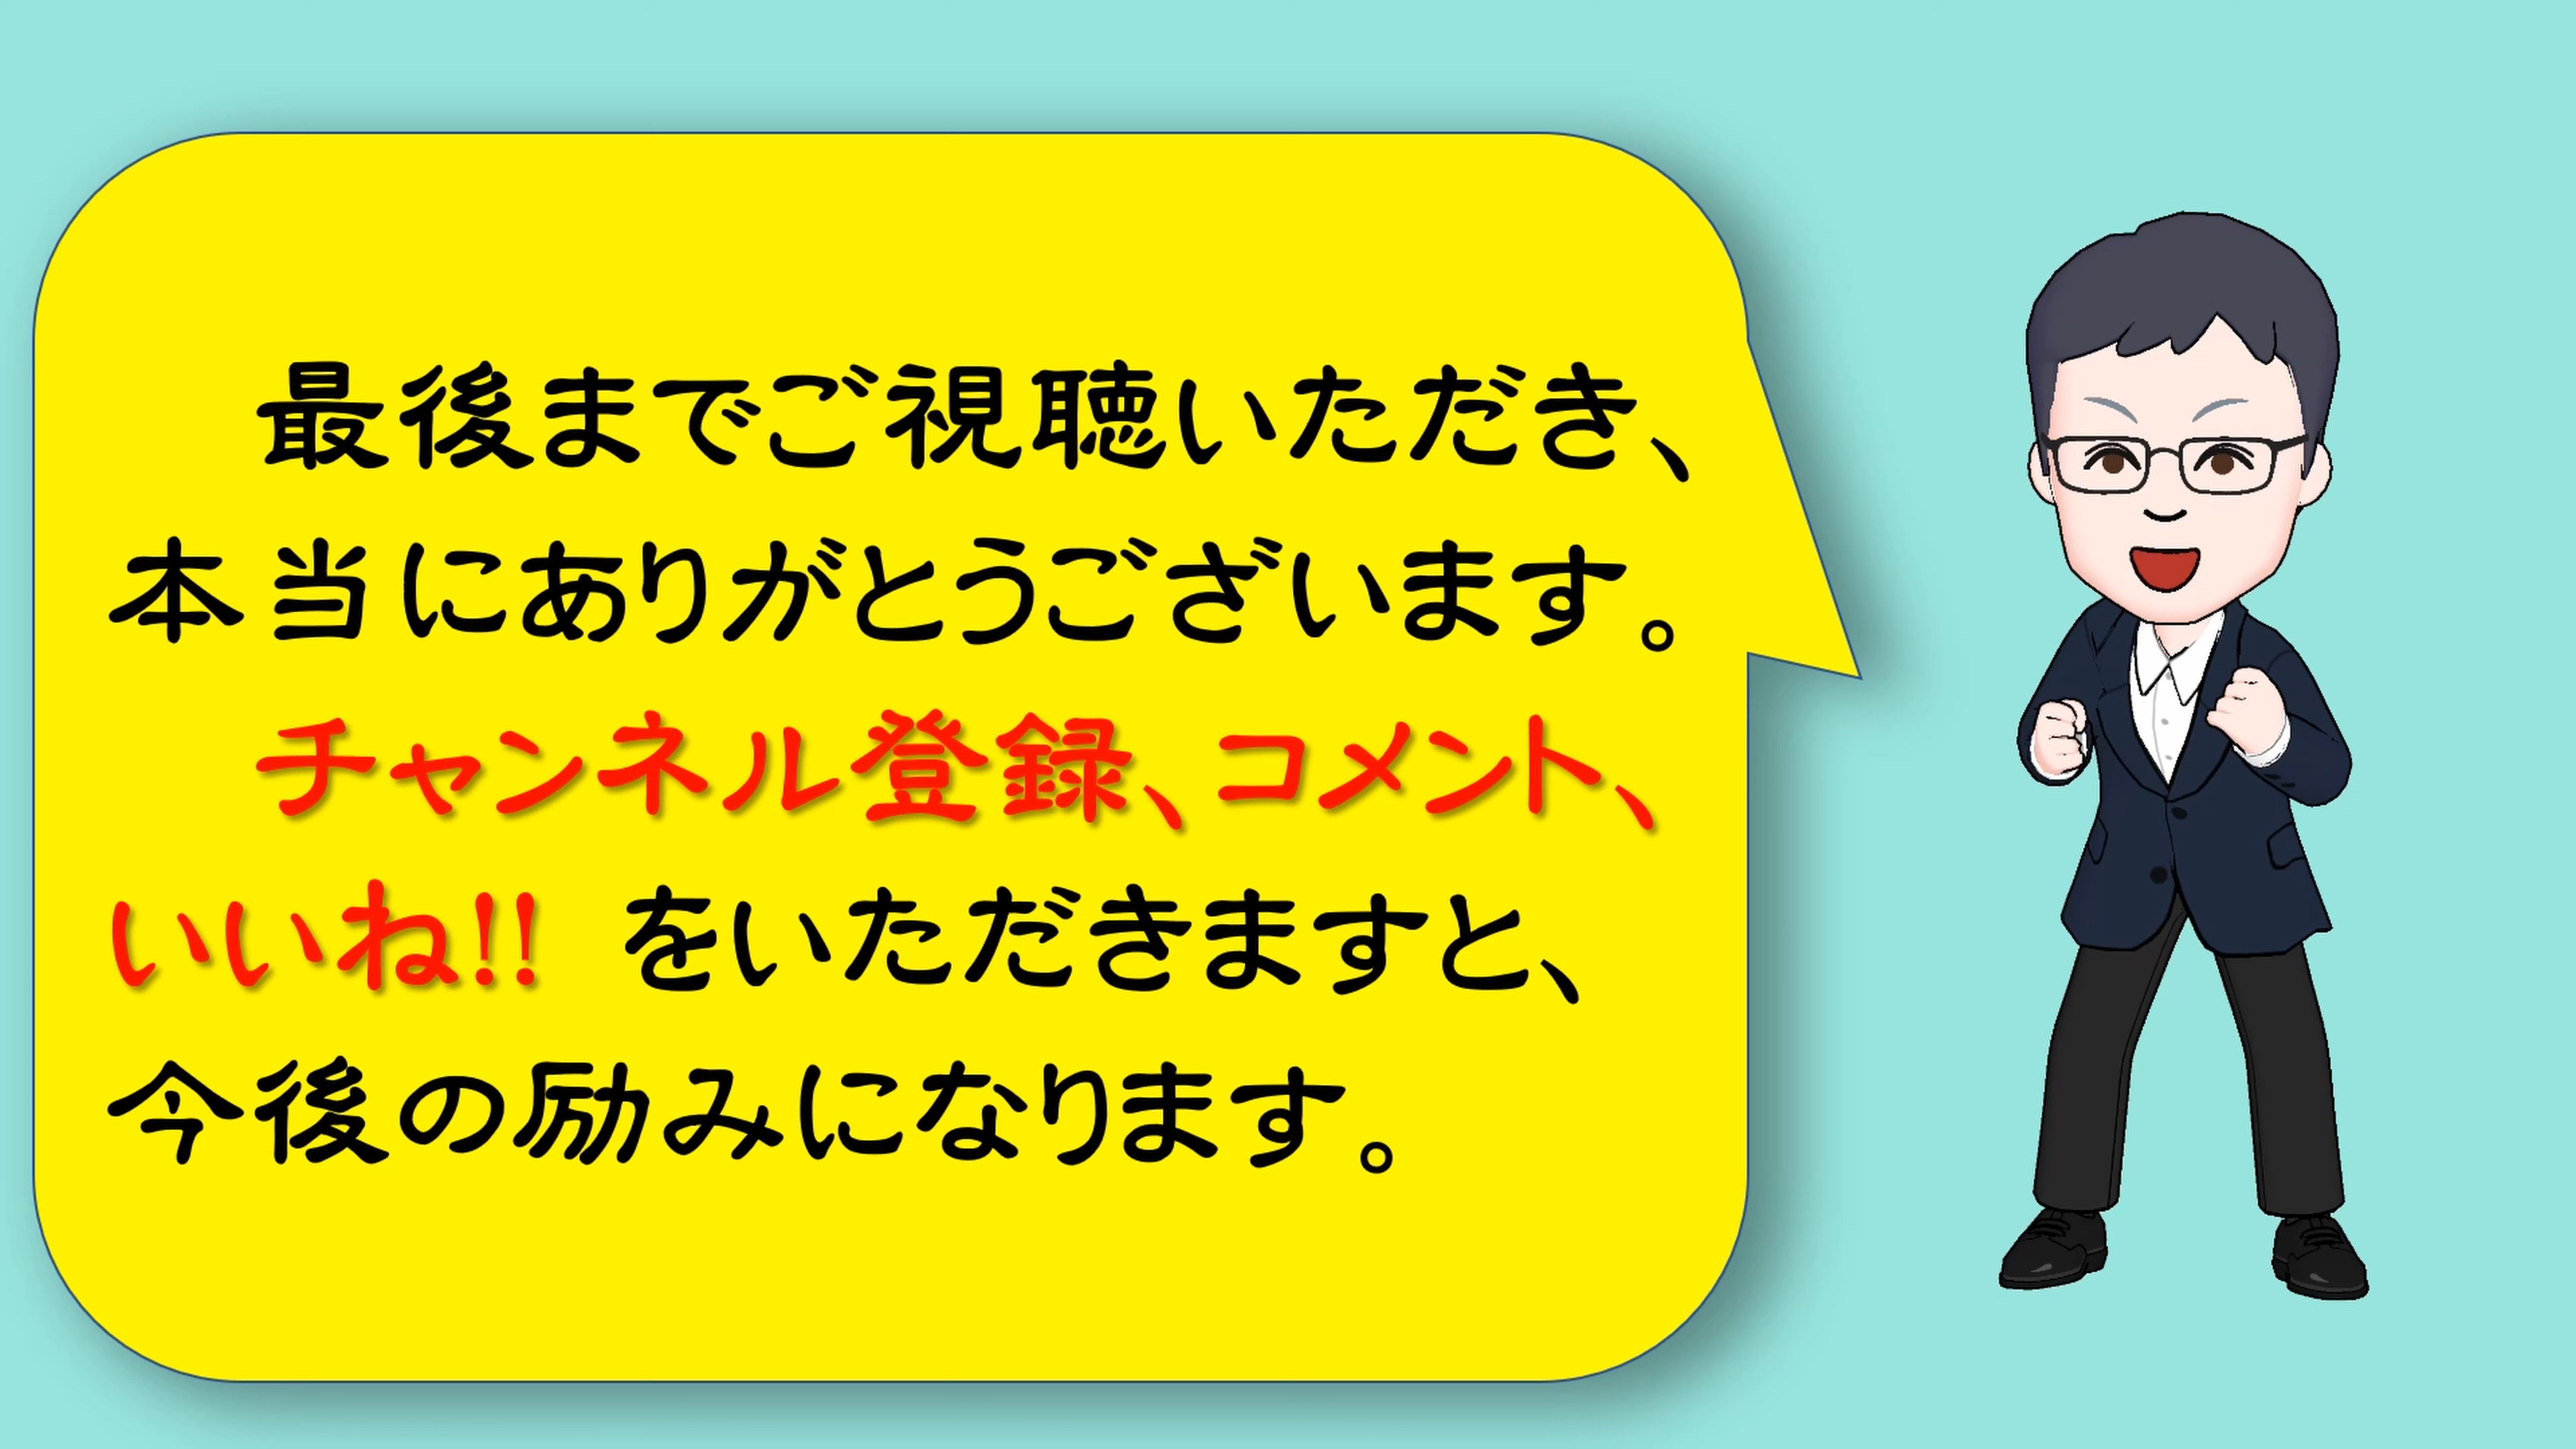 最後までご視聴いただき、
本当にありがとうございます。
チャンネル登録、コメント、
いいね!! をいただきますと、
今後の励みになります。